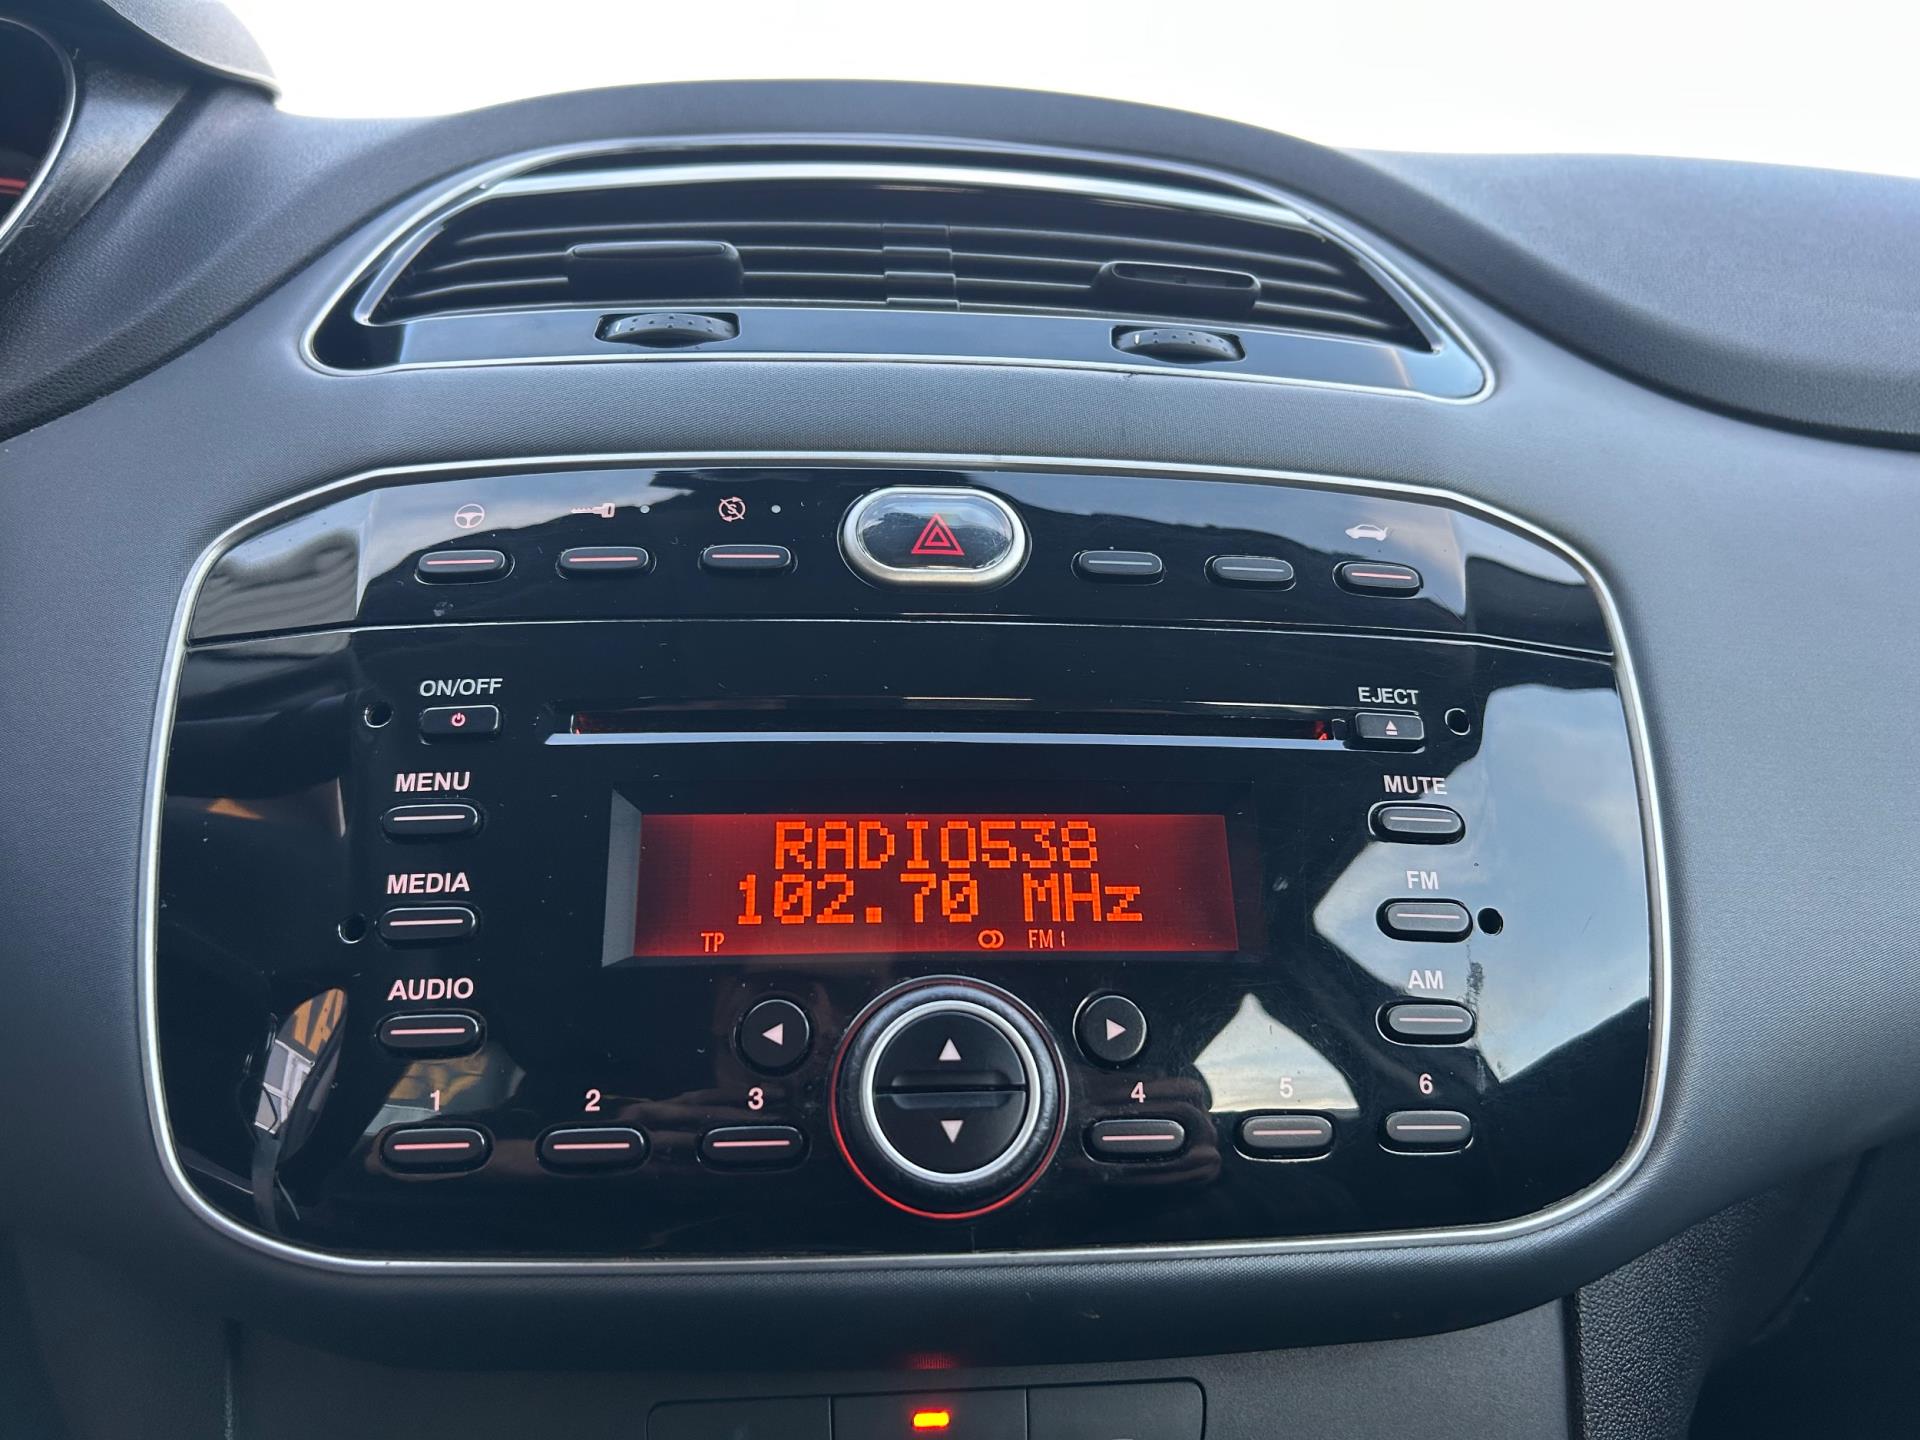 ON/OFF
EJECT
MENU
MUTE
RADIO538
102.70 MHz
TP FM1
MEDIA
FM
AUDIO
AM
1 2 3 4 5 6